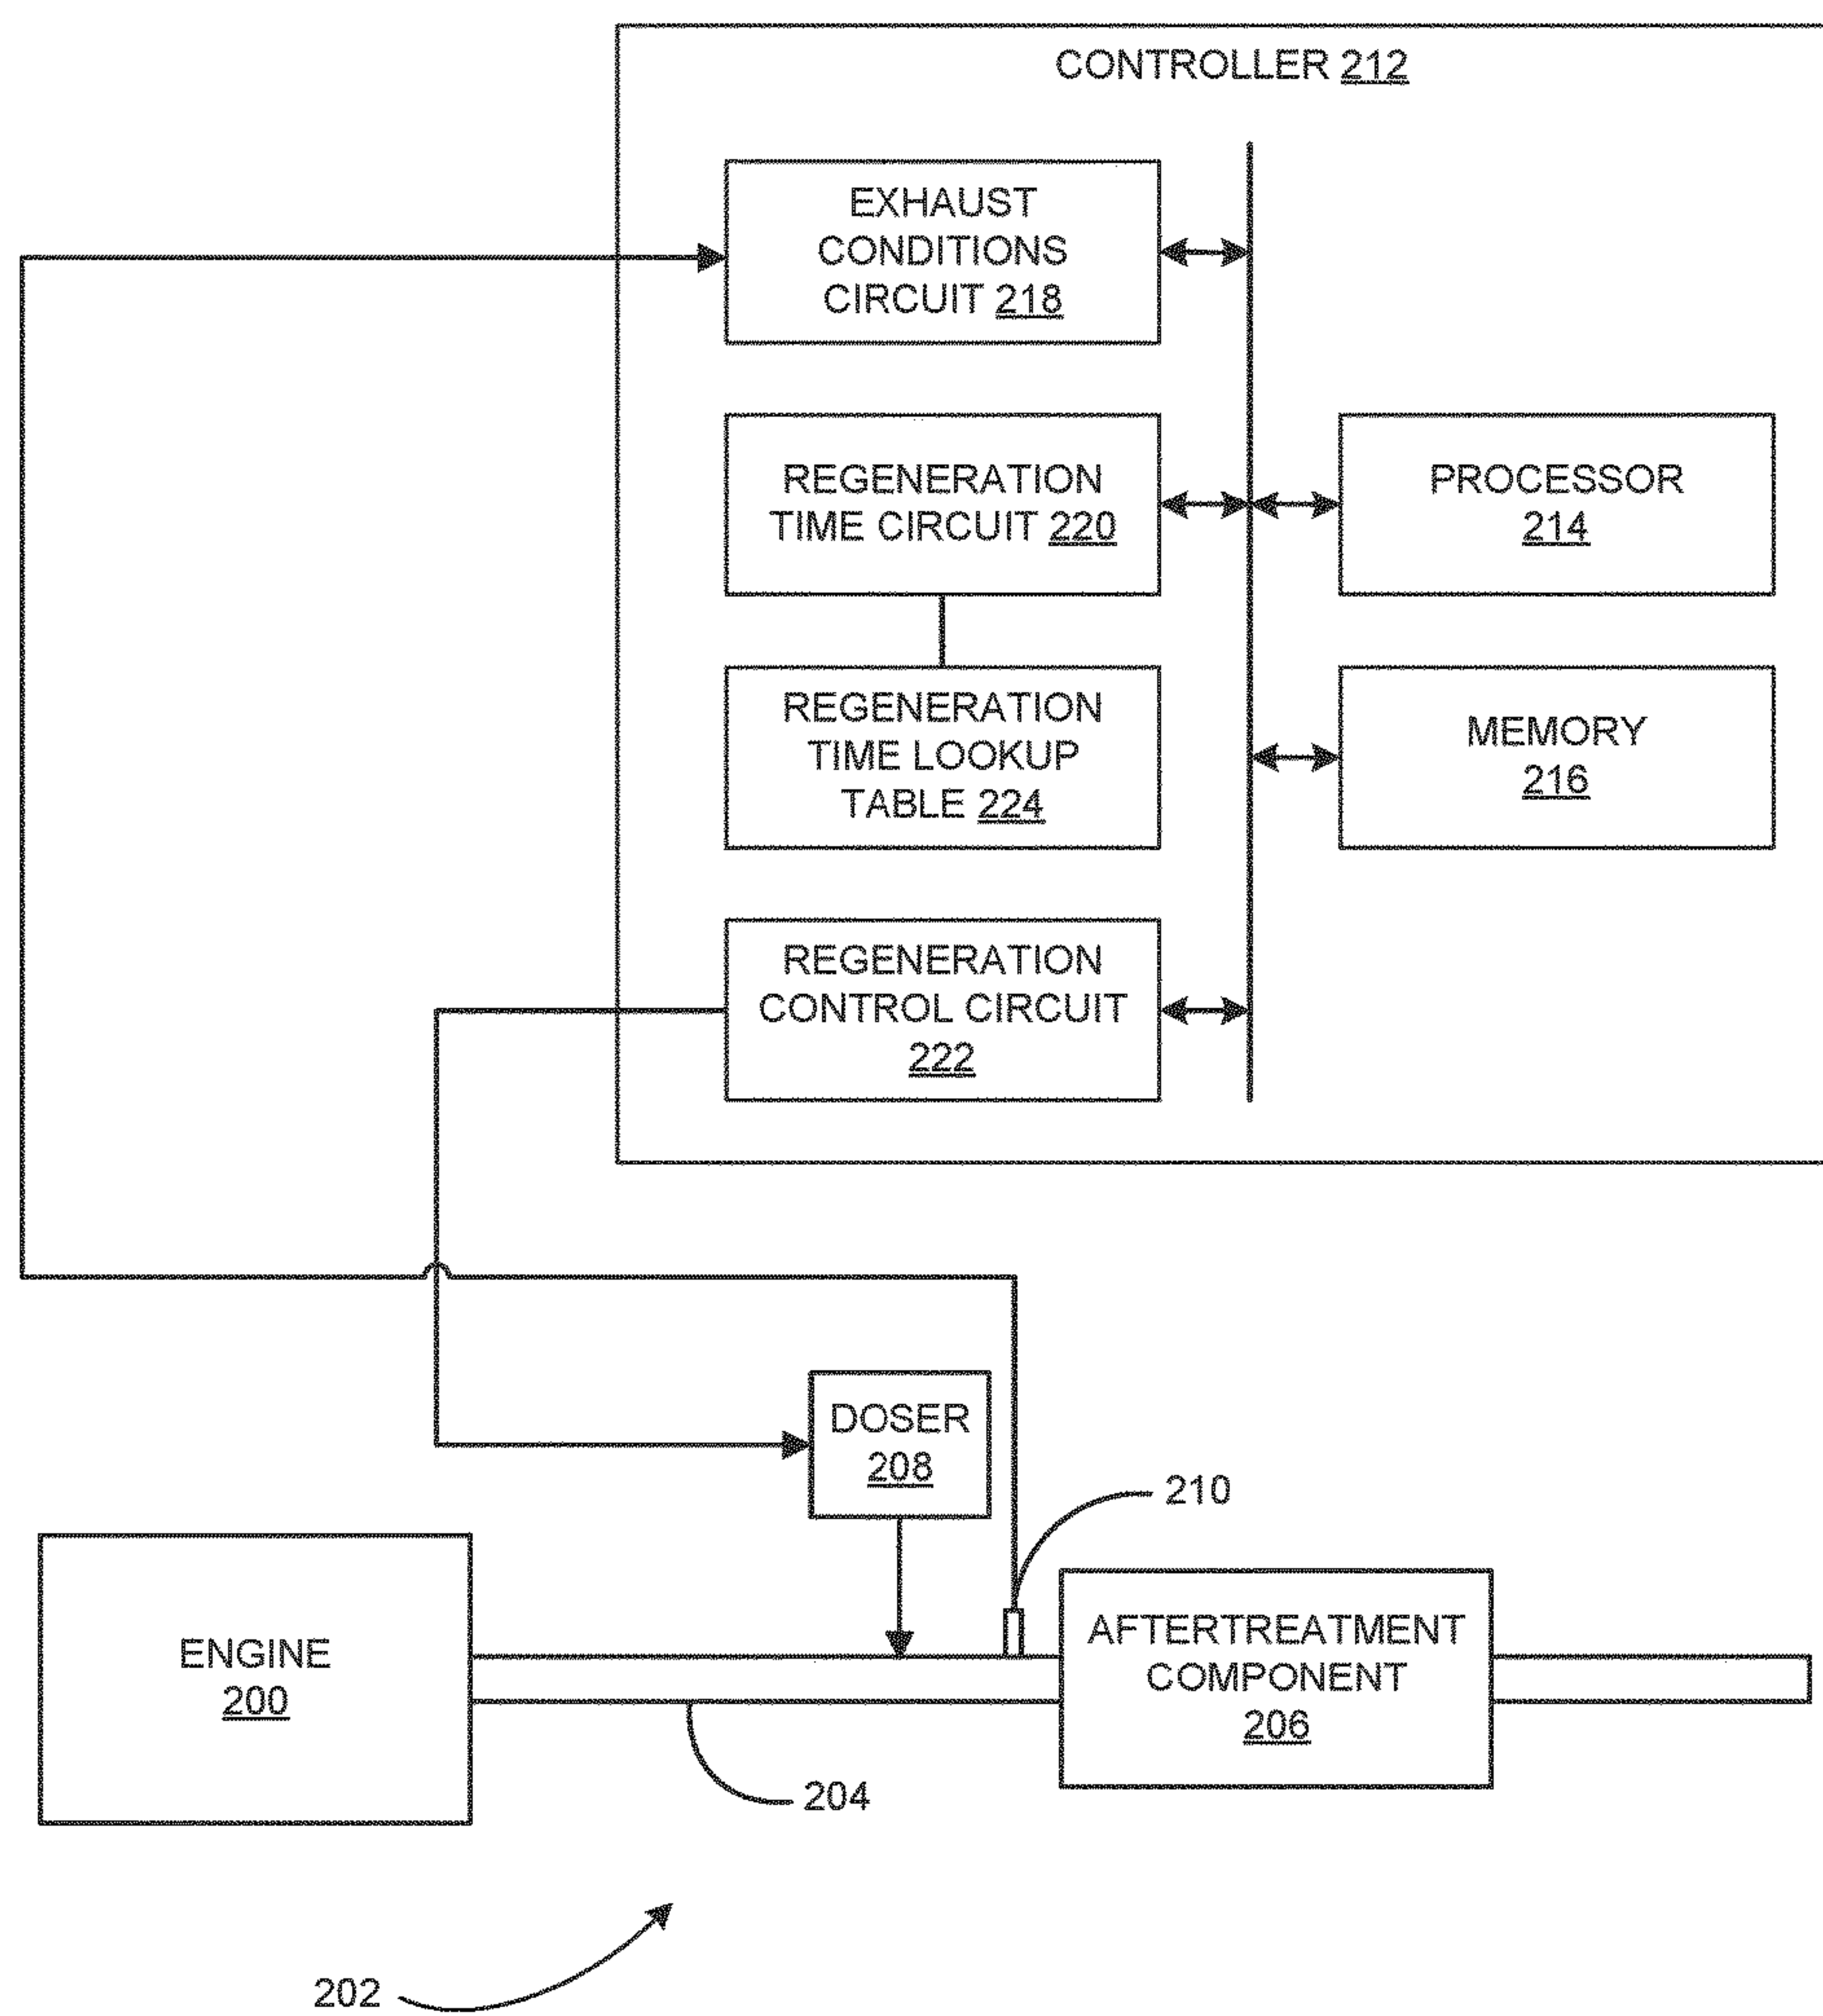 CONTROLLER 212
EXHAUST
CONDITIONS
CIRCUIT 218
REGENERATION
TIME CIRCUIT 220
PROCESSOR
214
REGENERATION
TIME LOOKUP
TABLE 224
MEMORY
216
REGENERATION
CONTROL CIRCUIT
222
DOSER
208
210
ENGINE
200
AFTERTREATMENT
COMPONENT
206
204
202